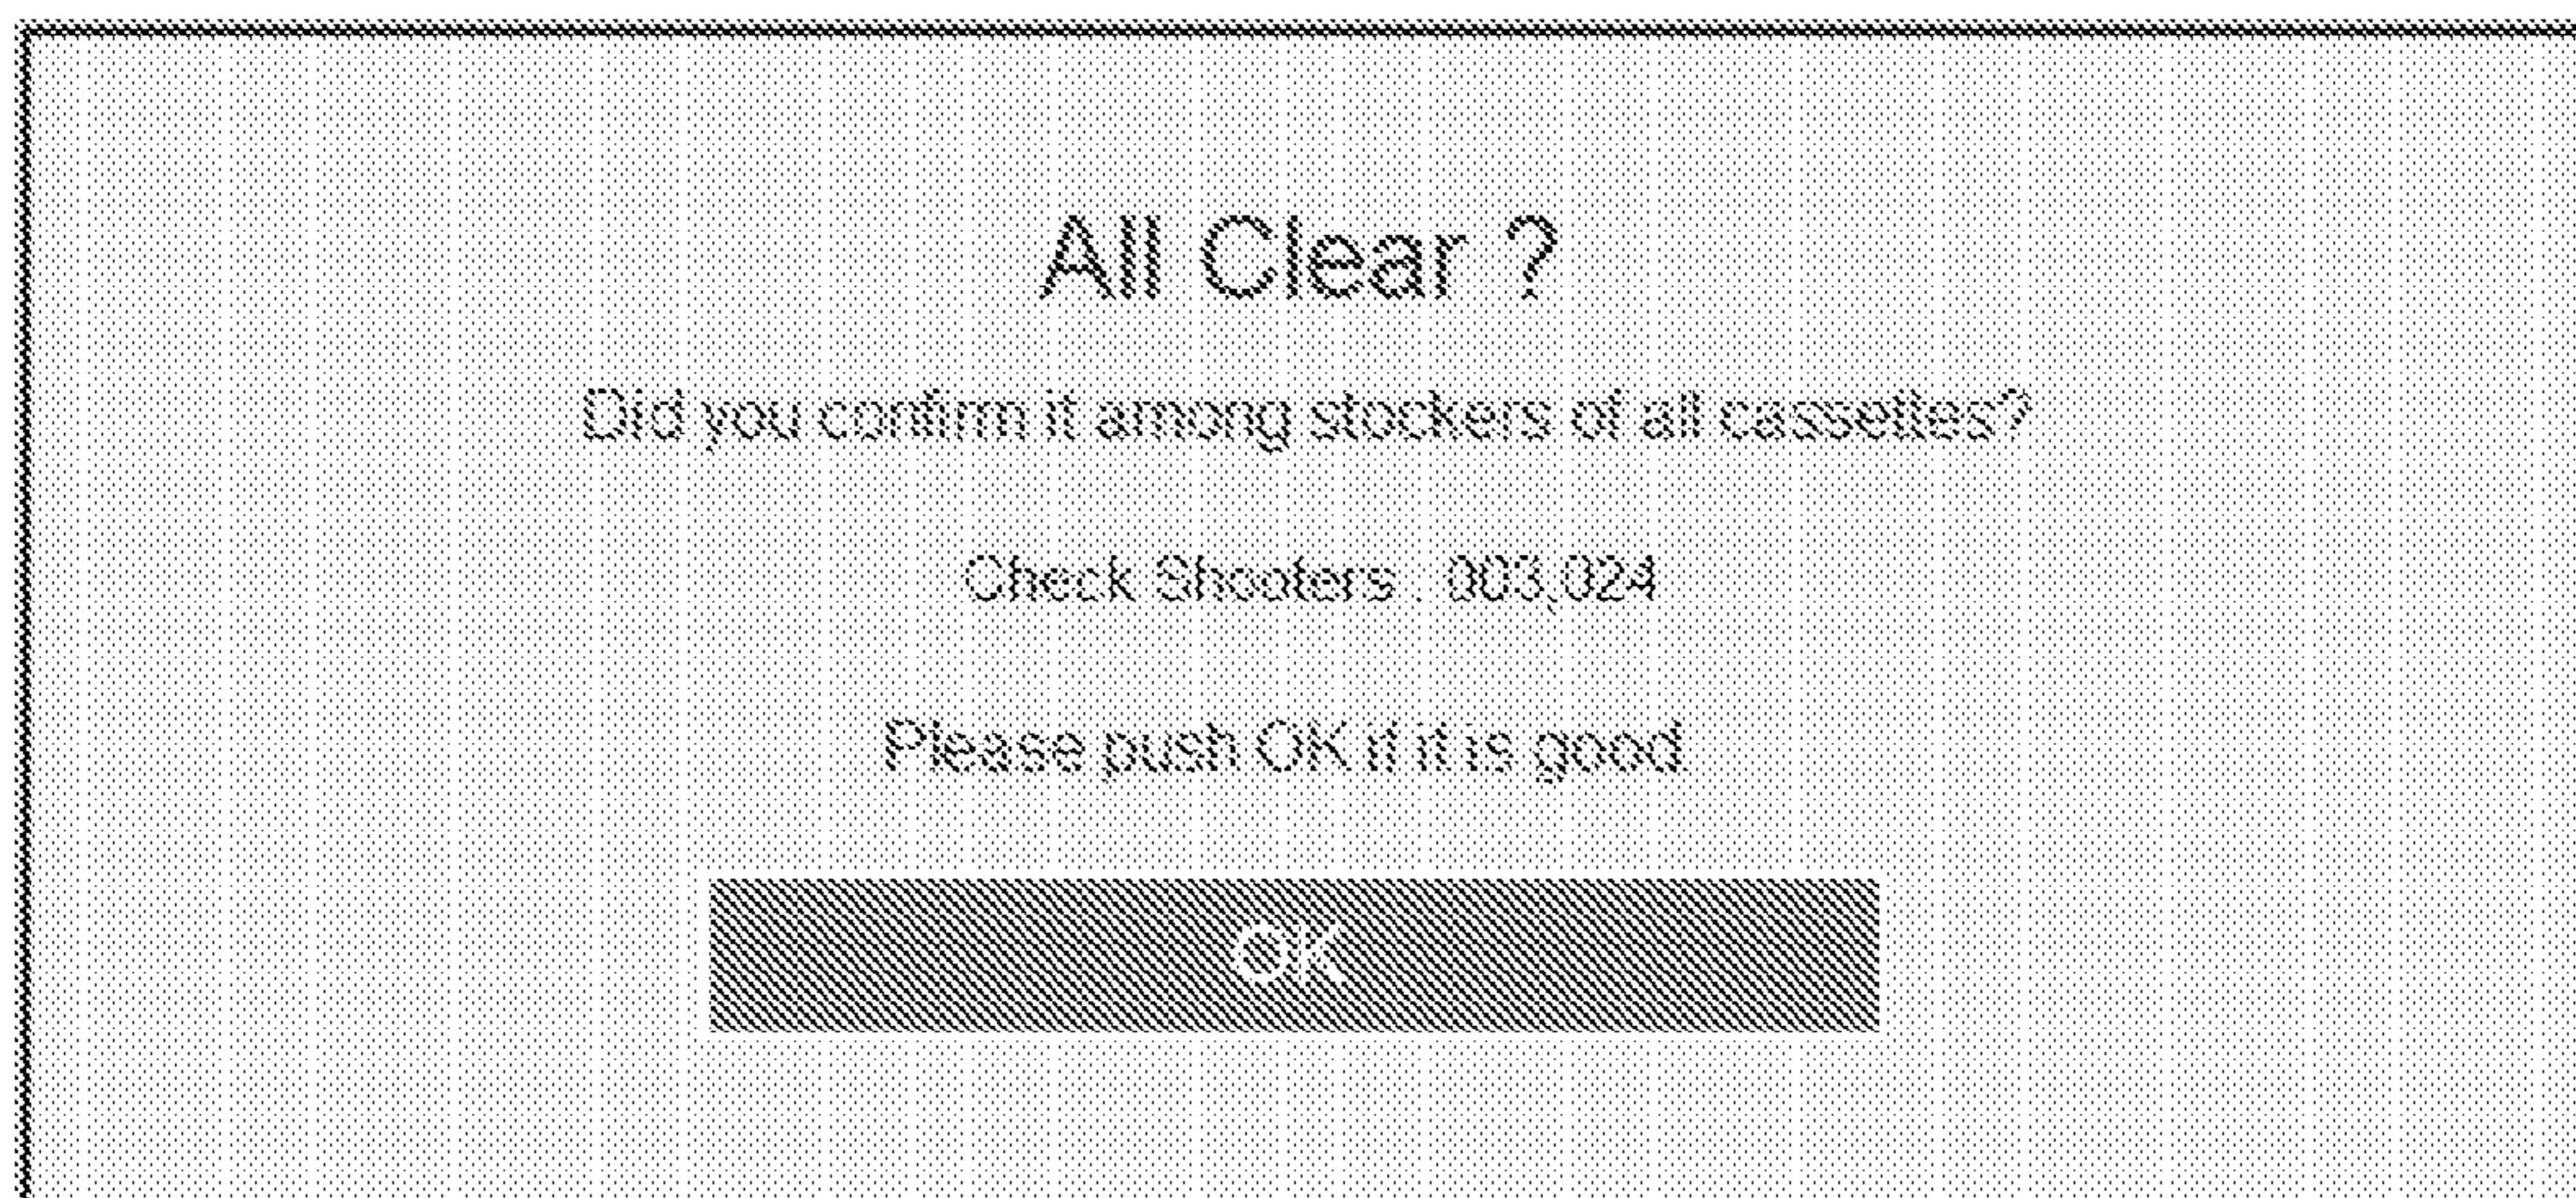 All Clear ?
Did you confirm it among stockers of all cassettes?
Check Shooters : 003,024
Please push OK if it is good.
OK